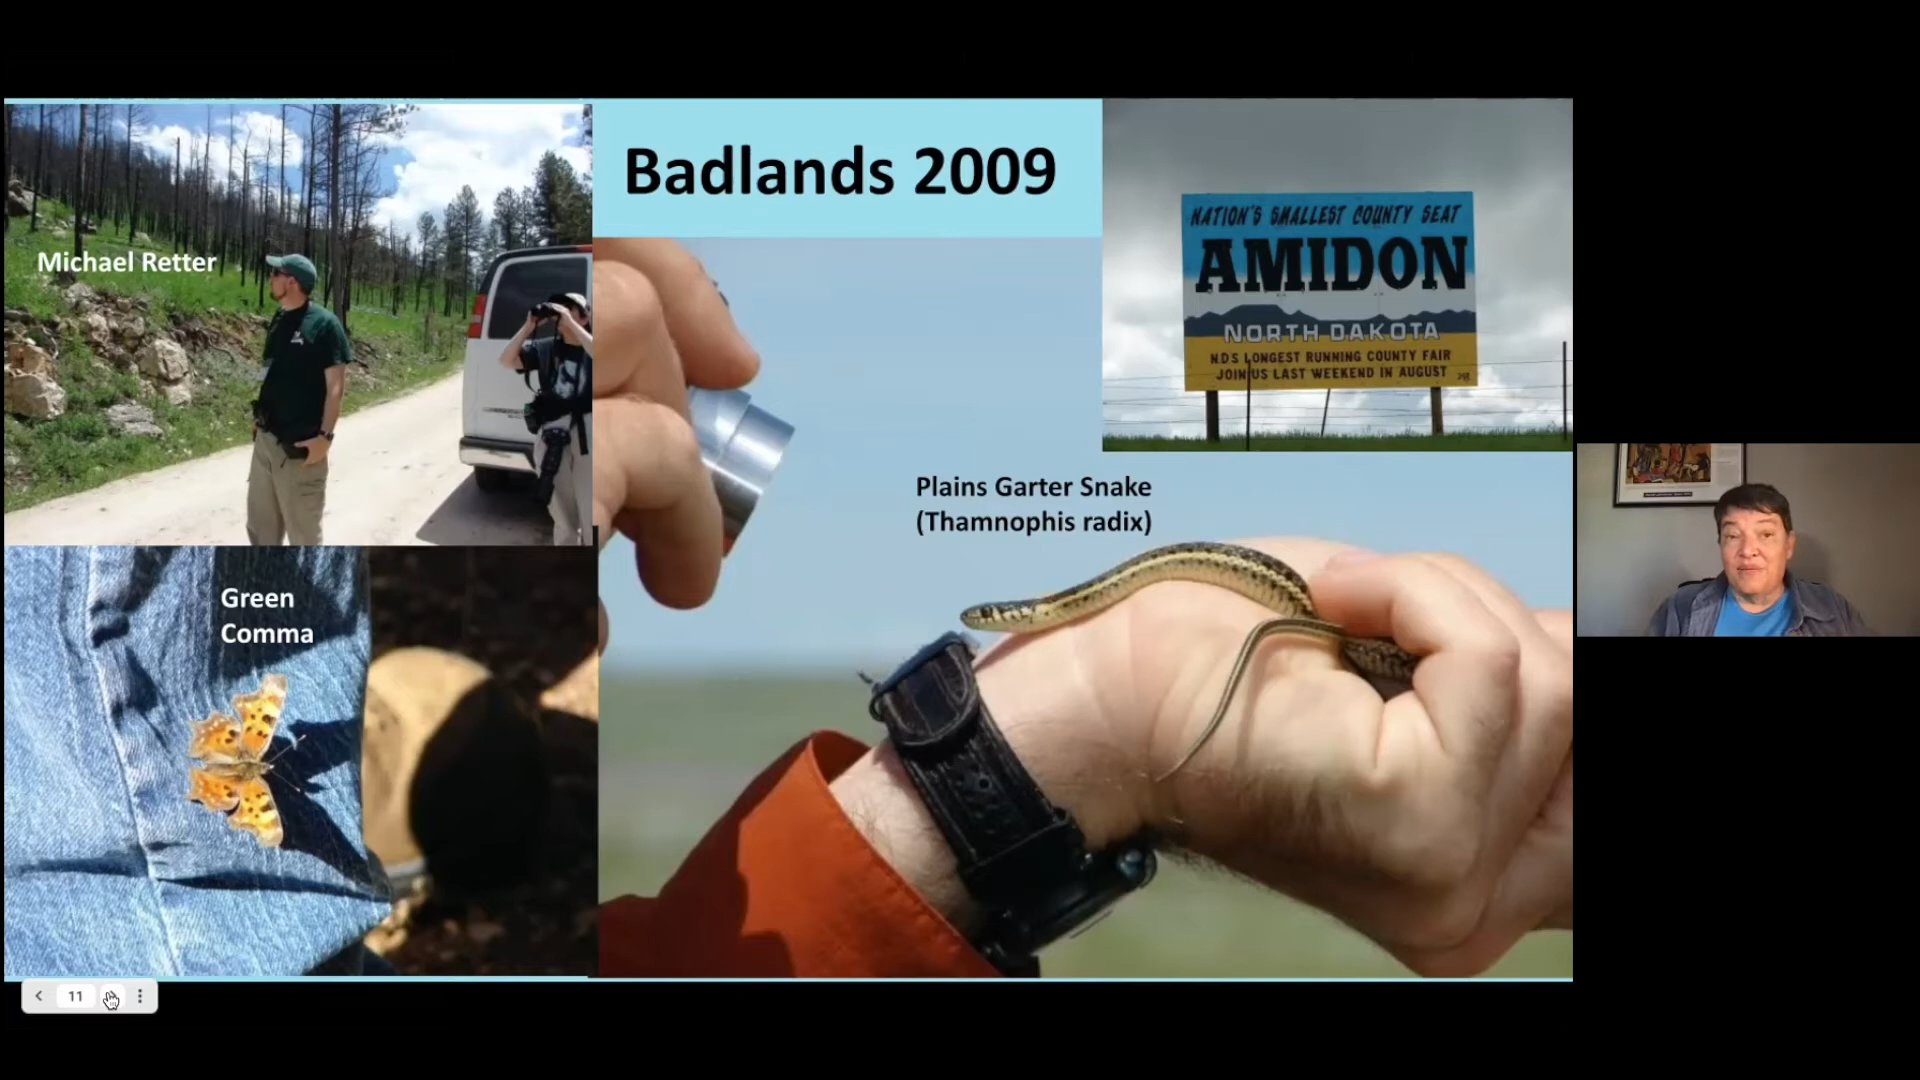 Badlands 2009
Michael Retter
NATION'S SMALLEST COUNTY SEAT
AMIDON
NORTH DAKOTA
N.D.S LONGEST RUNNING COUNTY FAIR
JOIN US LAST WEEKEND IN AUGUST
Plains Garter Snake
(Thamnophis radix)
Green
Comma
11